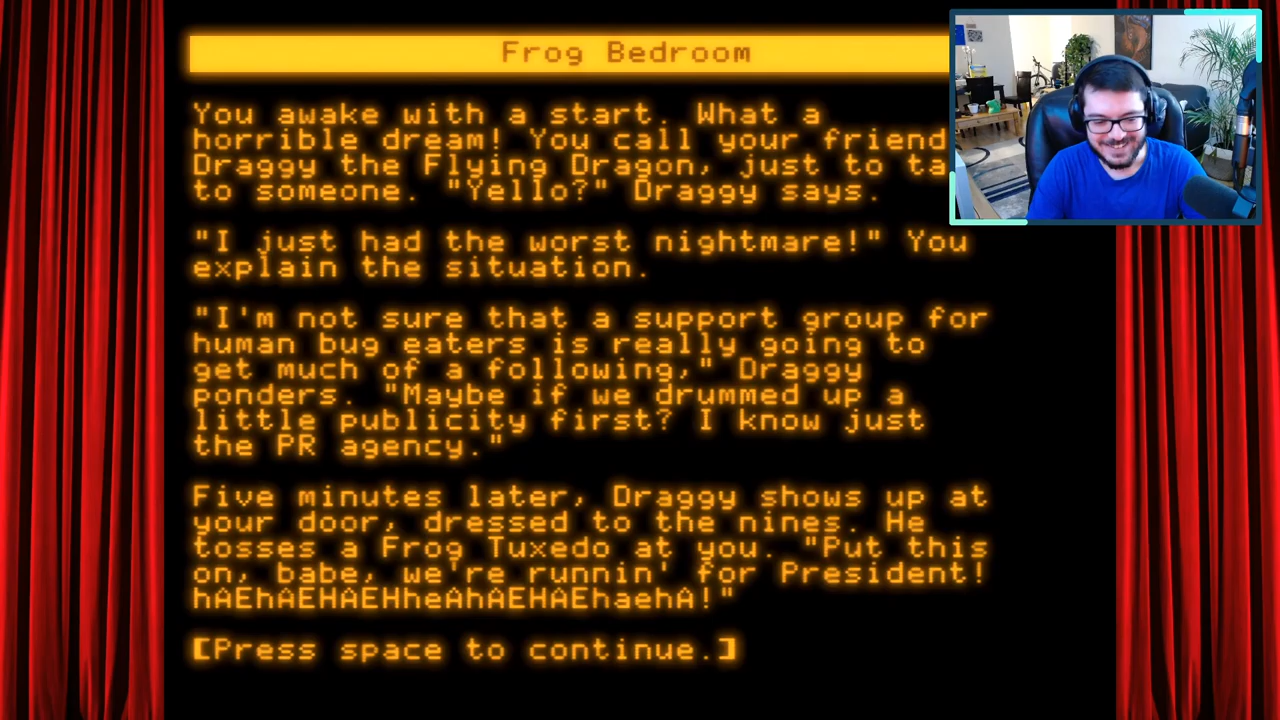 Frog Bedroom
You awake with a start. What a
horrible dream! You call your friend
Draggy the Flying Dragon, just to ta
to someone. "Yello?" Draggy says.
"I just had the worst nightmare!" You
explain the situation.
"I'm not sure that a support group for
human bug eaters is really going to
get much of a following," Draggy
ponders. "Maybe if we drummed up a
little publicity first? I know just
the PR agency."
Five minutes later, Draggy shows up at
your door, dressed to the nines. He
tosses a Frog Tuxedo at you. "Put this
on, babe, we're runnin' for President!
hAEhAEHAEHheAhAEHAEhaehA!"
[Press space to continue.]